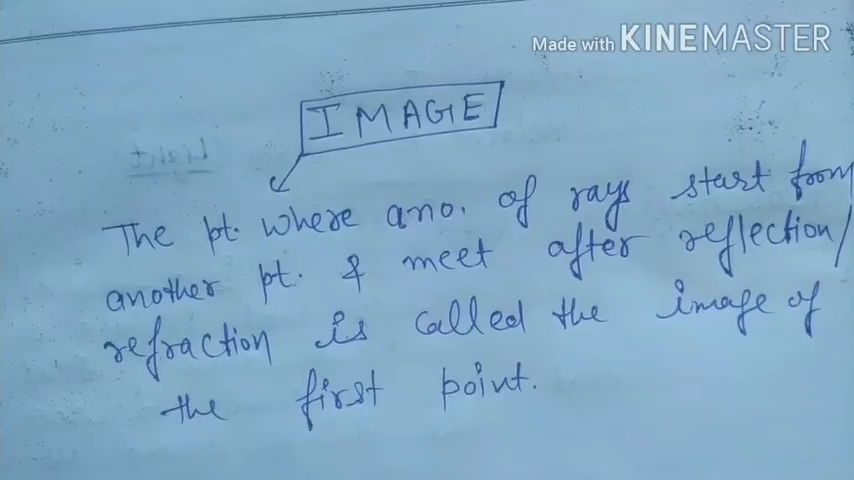 Made with KINEMASTER
IMAGE
The pt. where a no. of rays start from
another pt. & meet after reflection/
refraction is called the image of
the first point.